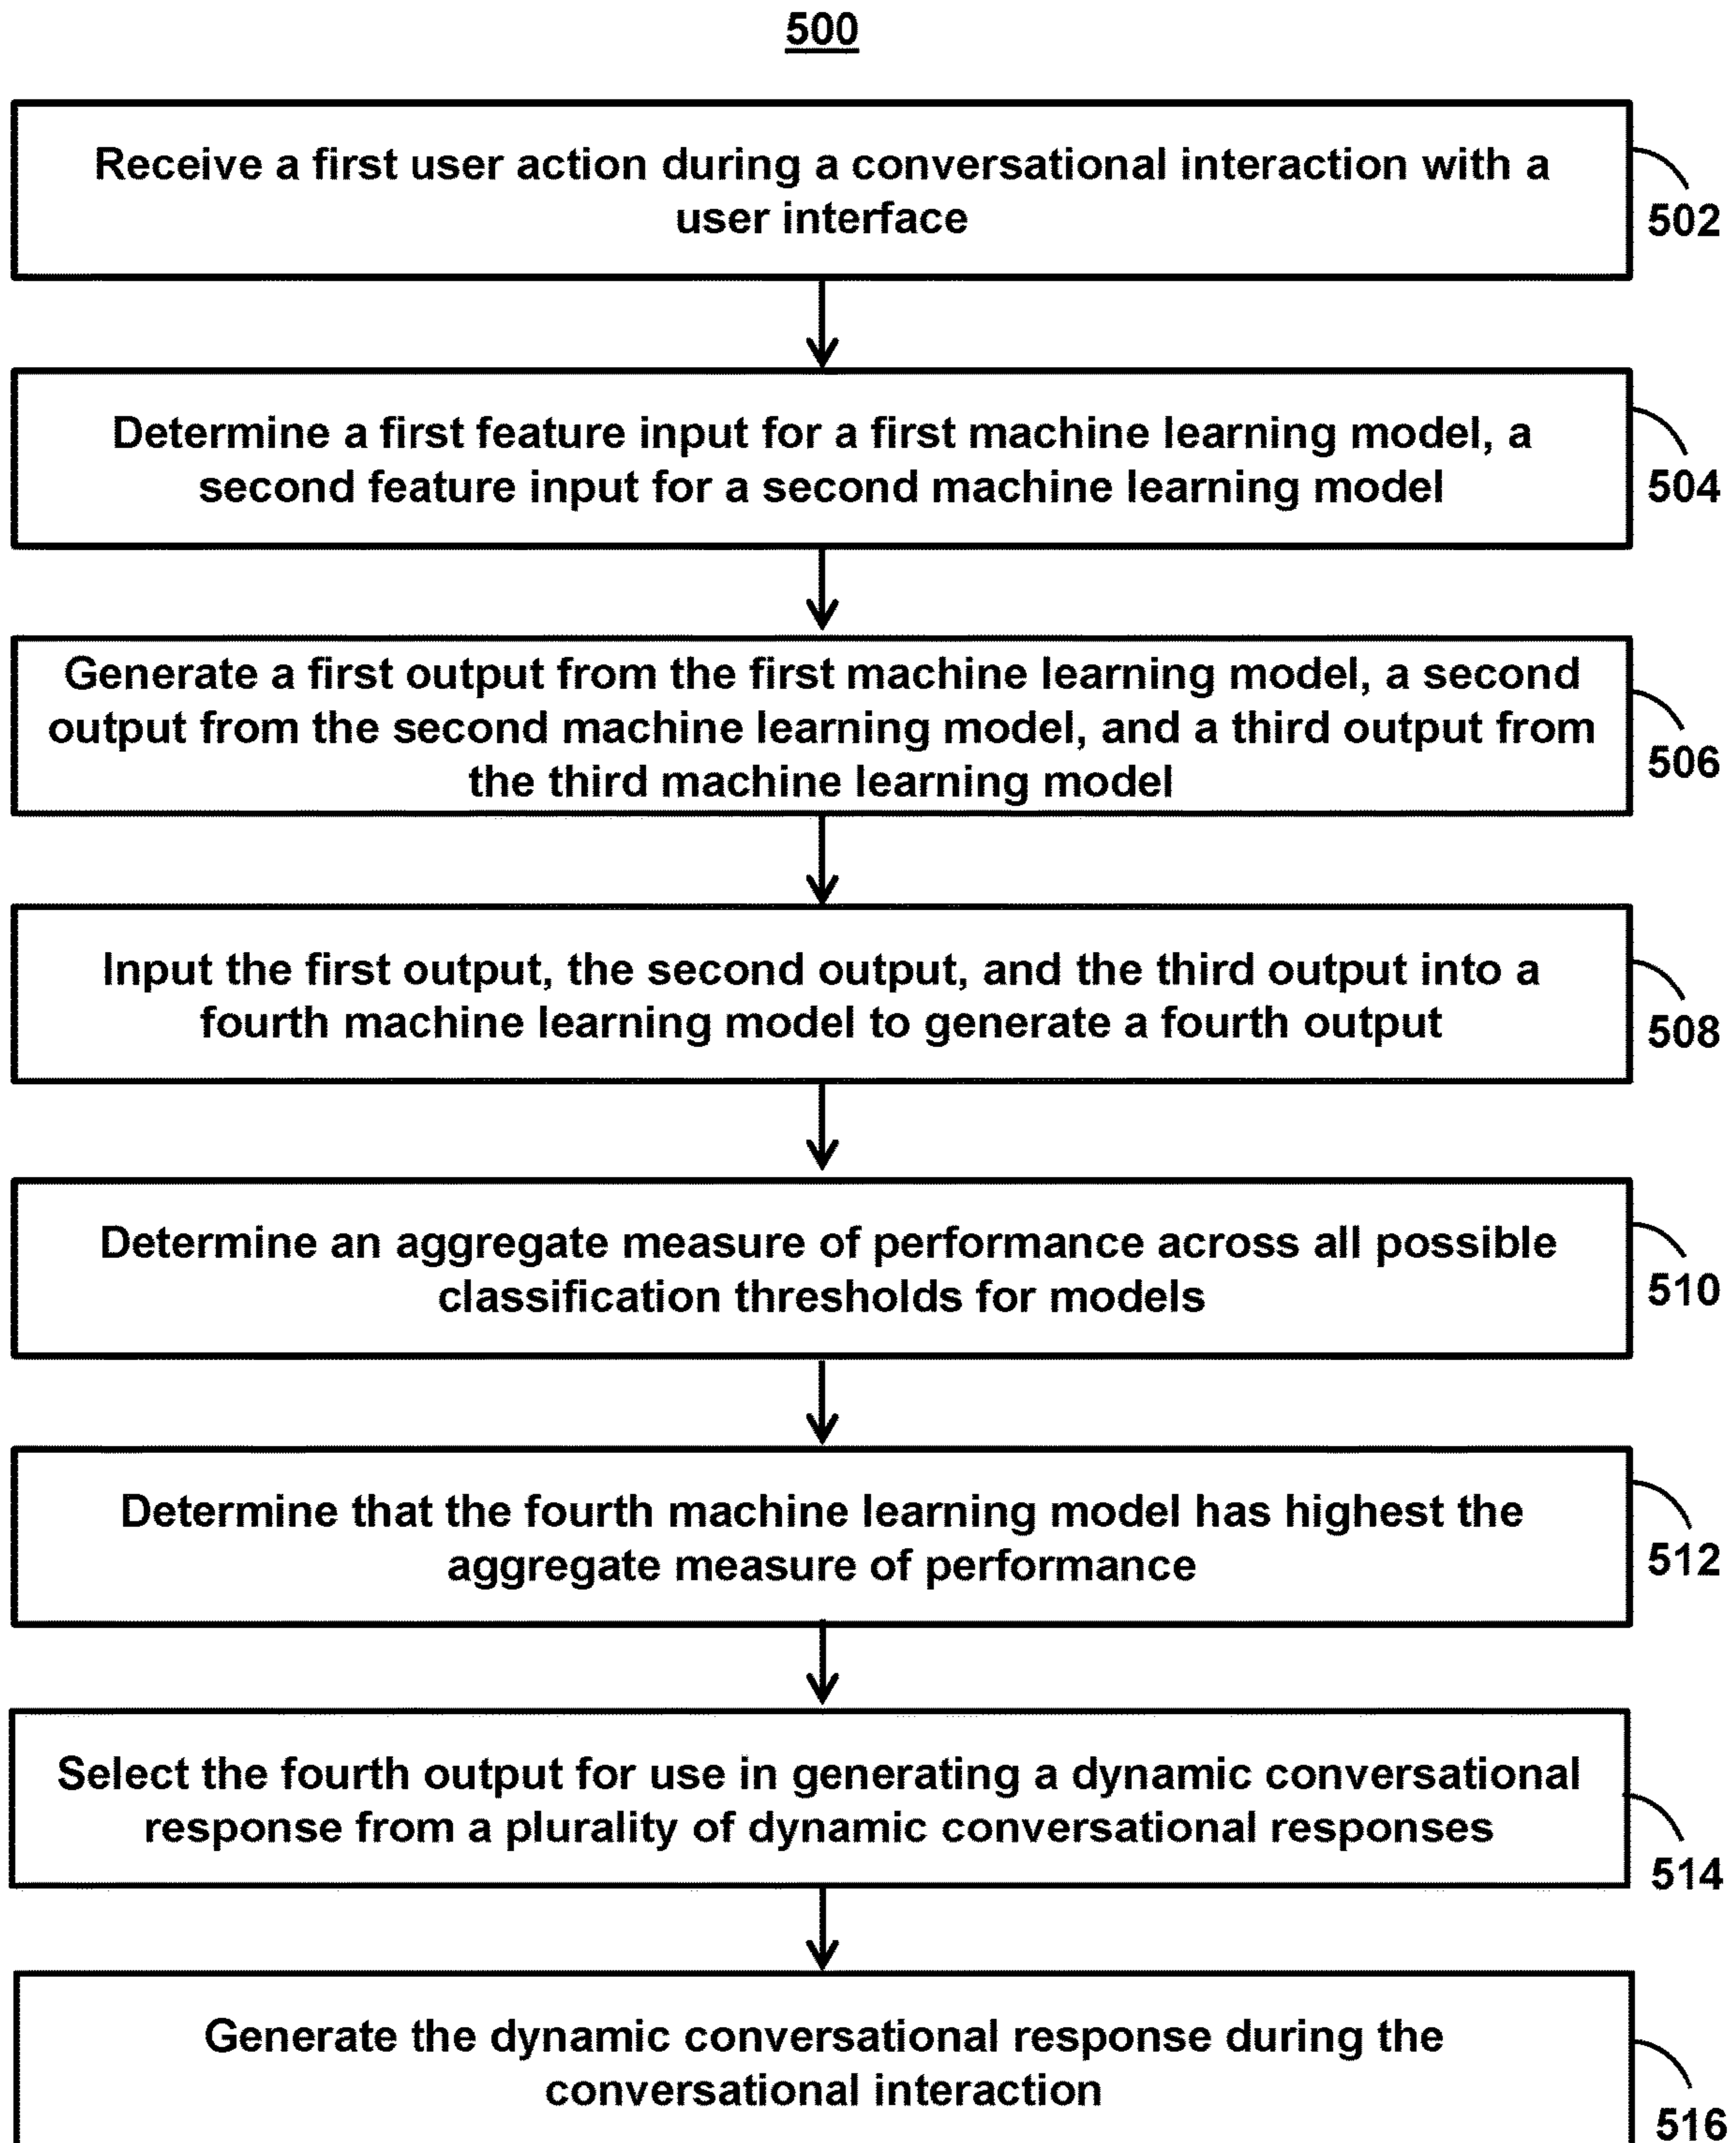 500
Receive a first user action during a conversational interaction with a
user interface
502
Determine a first feature input for a first machine learning model, a
second feature input for a second machine learning model
504
Generate a first output from the first machine learning model, a second
output from the second machine learning model, and a third output from
the third machine learning model
506
Input the first output, the second output, and the third output into a
fourth machine learning model to generate a fourth output
508
Determine an aggregate measure of performance across all possible
classification thresholds for models
510
Determine that the fourth machine learning model has highest the
aggregate measure of performance
512
Select the fourth output for use in generating a dynamic conversational
response from a plurality of dynamic conversational responses
514
Generate the dynamic conversational response during the
conversational interaction
516